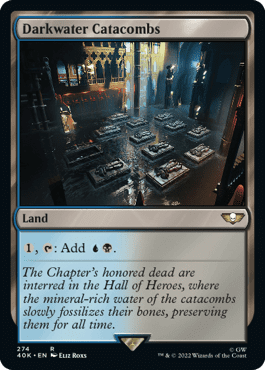 Darkwater Catacombs
Land
1, : Add .
The Chapter's honored dead are
interred in the Hall of Heroes, where
the mineral-rich water of the catacombs
slowly fossilizes their bones, preserving
them for all time.
274 R
40K • EN Eliz Roxs
© GW
™ & © 2022 Wizards of the Coast